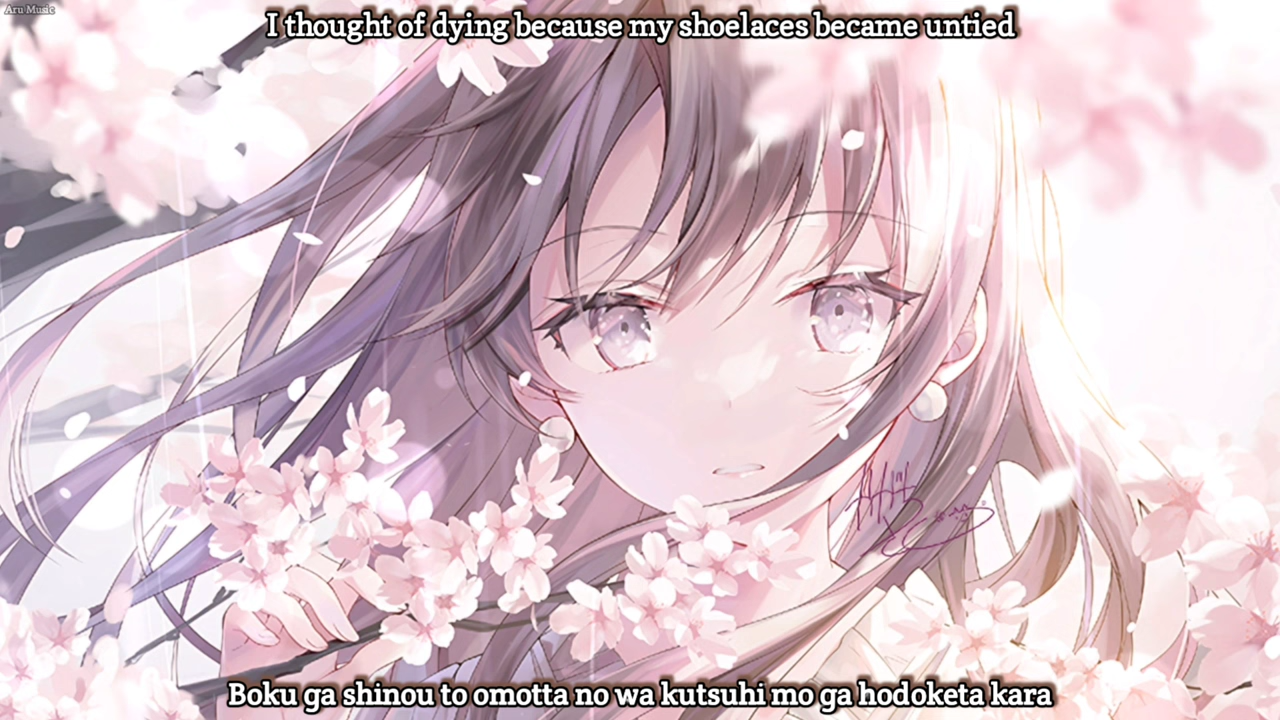 Aru Music
I thought of dying because my shoelaces became untied
Boku ga shinou to omotta no wa kutsuhi mo ga hodoketa kara